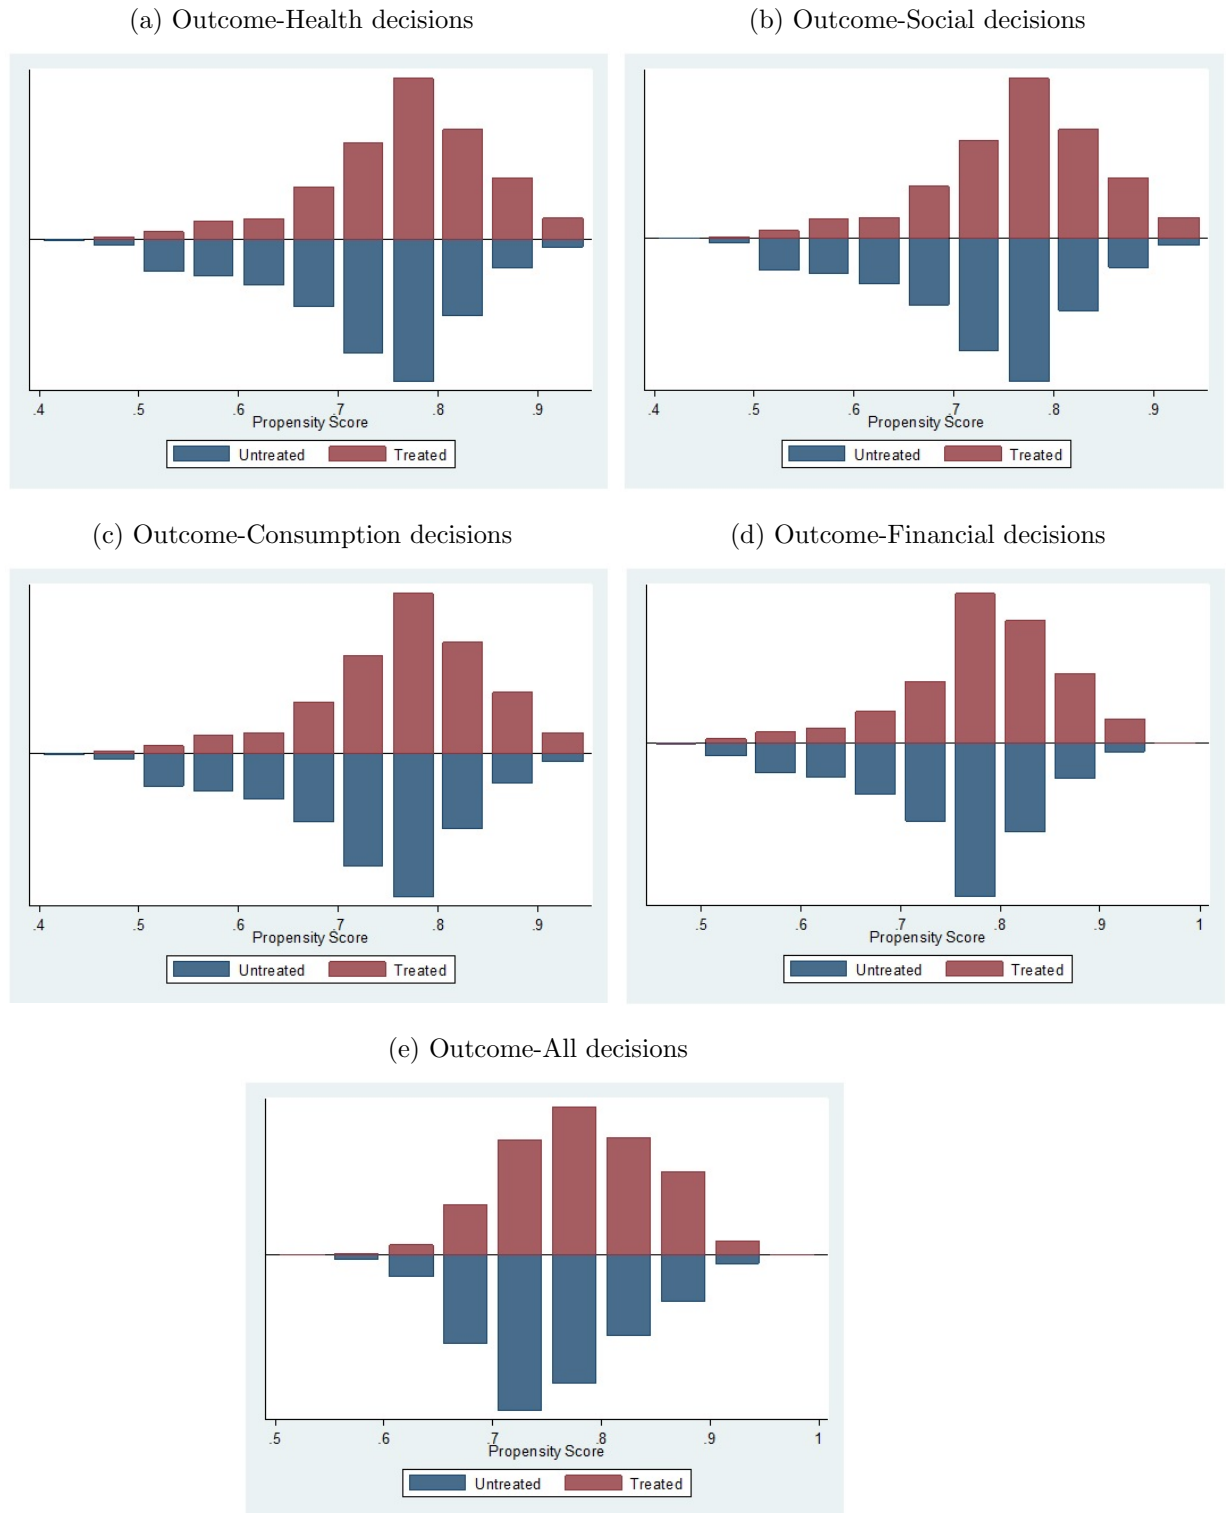 (a) Outcome-Health decisions
.4 .5 .6 .7 .8 .9
Propensity Score
Untreated Treated
(b) Outcome-Social decisions
.4 .5 .6 .7 .8 .9
Propensity Score
Untreated Treated
(c) Outcome-Consumption decisions
.4 .5 .6 .7 .8 .9
Propensity Score
Untreated Treated
(d) Outcome-Financial decisions
.5 .6 .7 .8 .9 1
Propensity Score
Untreated Treated
(e) Outcome-All decisions
.5 .6 .7 .8 .9 1
Propensity Score
Untreated Treated